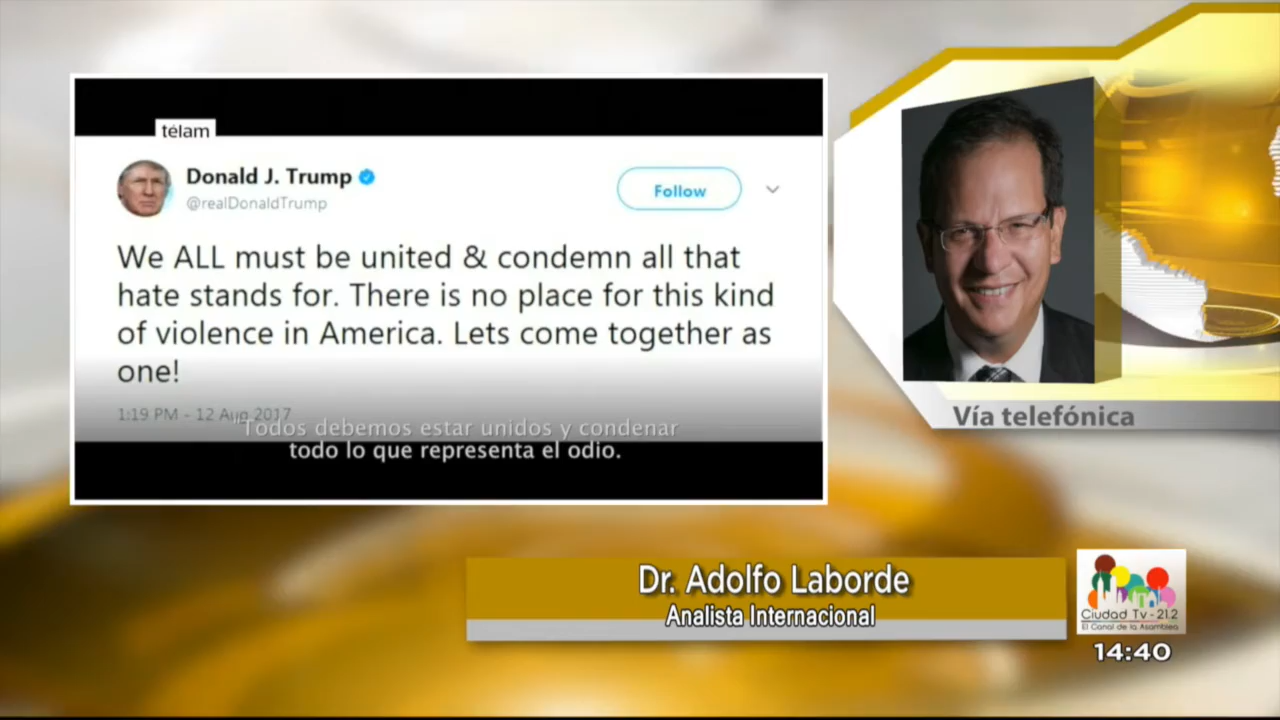 télam
Donald J. Trump
@realDonaldTrump
Follow
We ALL must be united & condemn all that
hate stands for. There is no place for this kind
of violence in America. Lets come together as
one!
1:19 PM - 12 Aug 2017
"Todos debemos estar unidos y condenar
todo lo que representa el odio.
Vía telefónica
Dr. Adolfo Laborde
Analista Internacional
Ciudad Tv - 21.2
El Canal de la Asamblea
14:40